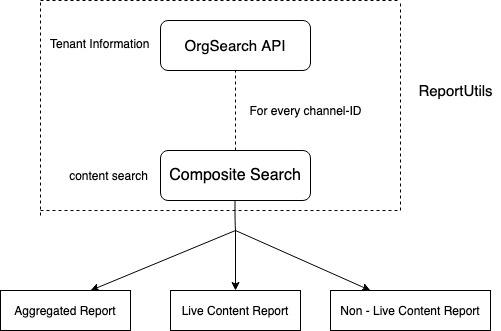 Tenant Information
OrgSearch API
ReportUtils
For every channel-ID
content search
Composite Search
Aggregated Report
Live Content Report
Non - Live Content Report